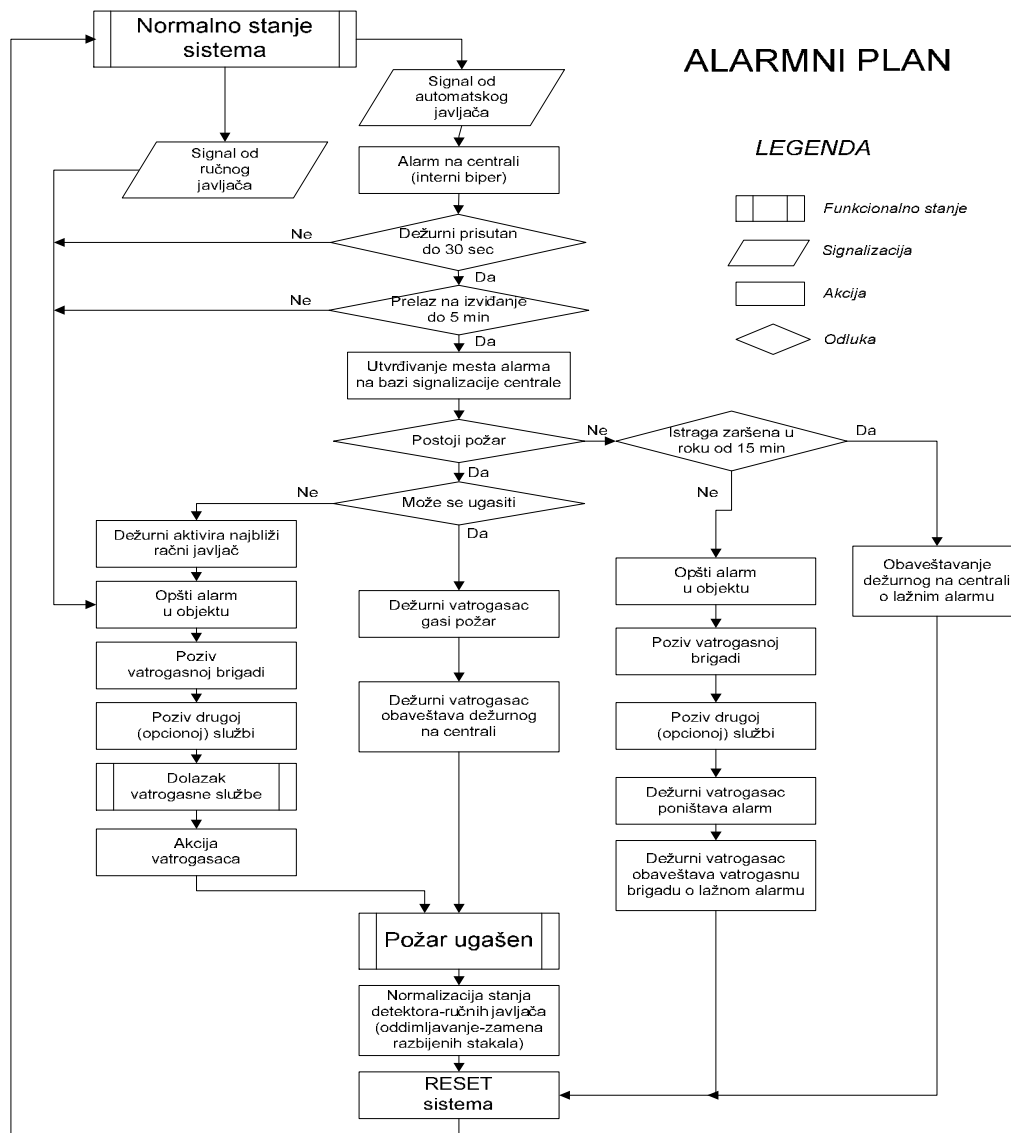 Normalno stanje
sistema
ALARMNI PLAN
Signal od
automatskog
javljača
LEGENDA
Signal od
ručnog
javljača
Alarm na centrali
(interni biper)
Funkcionalno stanje
Ne
Dežurni prisutan
do 30 sec
Signalizacija
Da
Ne
Prelaz na izviđanje
do 5 min
Akcija
Da
Odluka
Utvrđivanje mesta alarma
na bazi signalizacije centrale
Postoji požar
Ne
Istraga zaršena u
roku od 15 min
Da
Da
Ne
Može se ugasiti
Ne
Da
Dežurni aktivira najbliži
račni javljač
Opšti alarm
u objektu
Obaveštavanje
dežurnog na centrali
o lažnim alarmu
Opšti alarm
u objektu
Dežurni vatrogasac
gasi požar
Poziv vatrogasnoj
brigadi
Poziv
vatrogasnoj brigadi
Dežurni vatrogasac
obaveštava dežurnog
na centrali
Poziv drugoj
(opcionoj) službi
Poziv drugoj
(opcionoj) službi
Dolazak
vatrogasne službe
Dežurni vatrogasac
poništava alarm
Akcija
vatrogasaca
Dežurni vatrogasac
obaveštava vatrogasnu
brigadu o lažnom alarmu
Požar ugašen
Normalizacija stanja
detektora-ručnih javljača
(oddimljavanje-zamena
razbijenih stakala)
RESET
sistema